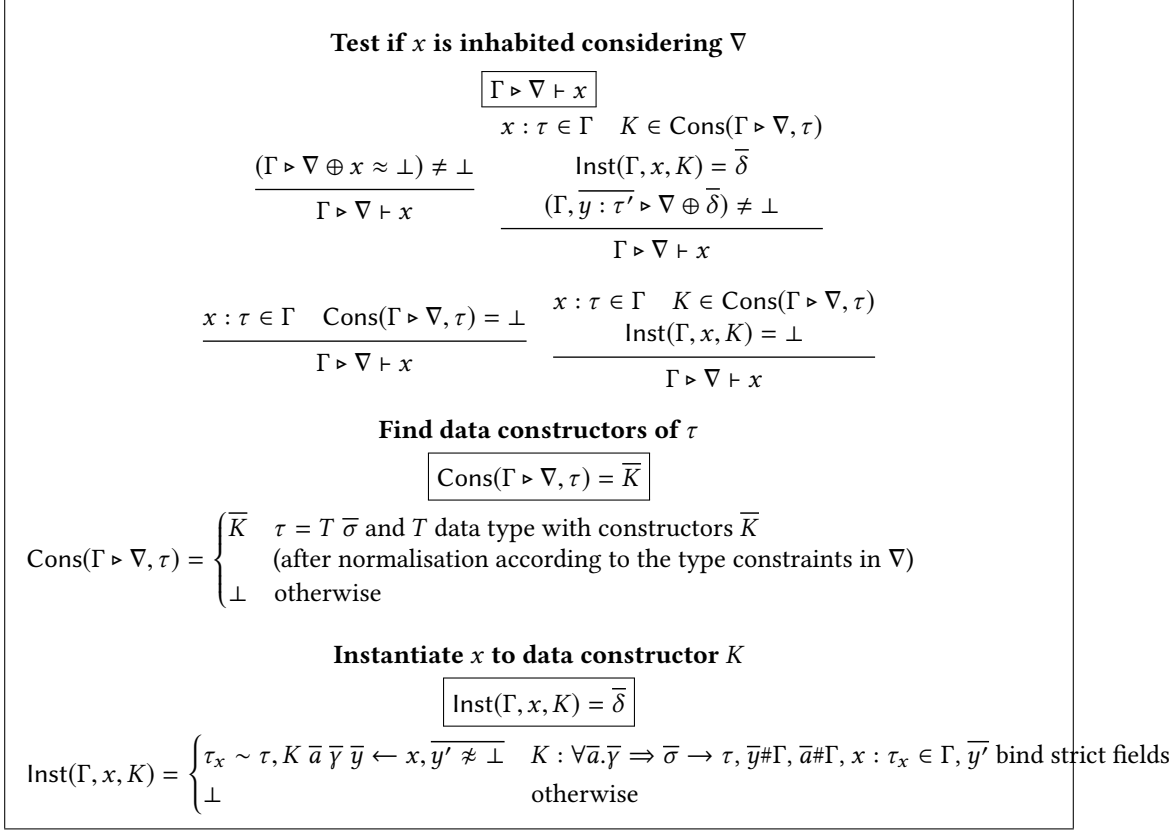 Test if x is inhabited considering ∇
Γ ▹ ∇ ⊢ x
(Γ ▹ ∇ ⊕ x ≈ ⊥) ≠ ⊥
Γ ▹ ∇ ⊢ x
x : τ ∈ Γ K ∈ Cons(Γ ▹ ∇, τ)
Inst(Γ, x, K) = δ̅
(Γ, y : τ′̅ ▹ ∇ ⊕ δ̅) ≠ ⊥
Γ ▹ ∇ ⊢ x
x : τ ∈ Γ Cons(Γ ▹ ∇, τ) = ⊥
Γ ▹ ∇ ⊢ x
x : τ ∈ Γ K ∈ Cons(Γ ▹ ∇, τ)
Inst(Γ, x, K) = ⊥
Γ ▹ ∇ ⊢ x
Find data constructors of τ
Cons(Γ ▹ ∇, τ) = K̅
Cons(Γ ▹ ∇, τ) = { K̅ τ = T σ̅ and T data type with constructors K̅
(after normalisation according to the type constraints in ∇)
⊥ otherwise
Instantiate x to data constructor K
Inst(Γ, x, K) = δ̅
Inst(Γ, x, K) = { τₓ ∼ τ, K a̅ γ̅ y̅ ← x, y′ ≉ ⊥̅ K : ∀a̅.γ̅ ⇒ σ̅ → τ, y̅#Γ, a̅#Γ, x : τₓ ∈ Γ, y′̅ bind strict fields
⊥ otherwise